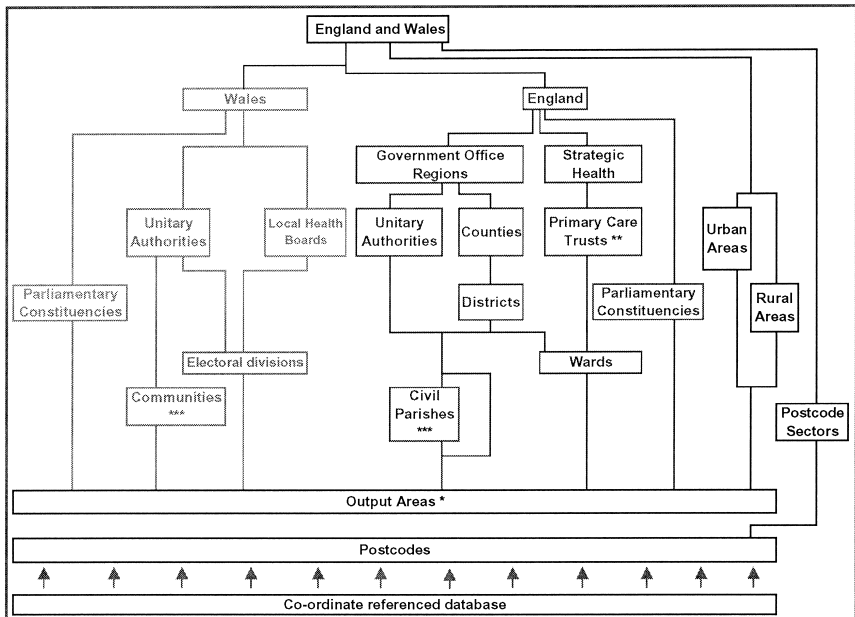 England and Wales
Wales
England
Government Office
Regions
Strategic
Health
Unitary
Authorities
Local Health
Boards
Unitary
Authorities
Counties
Primary Care
Trusts **
Urban
Areas
Parliamentary
Constituencies
Districts
Parliamentary
Constituencies
Rural
Areas
Electoral divisions
Wards
Communities
***
Civil
Parishes
***
Postcode
Sectors
Output Areas *
Postcodes
Co-ordinate referenced database